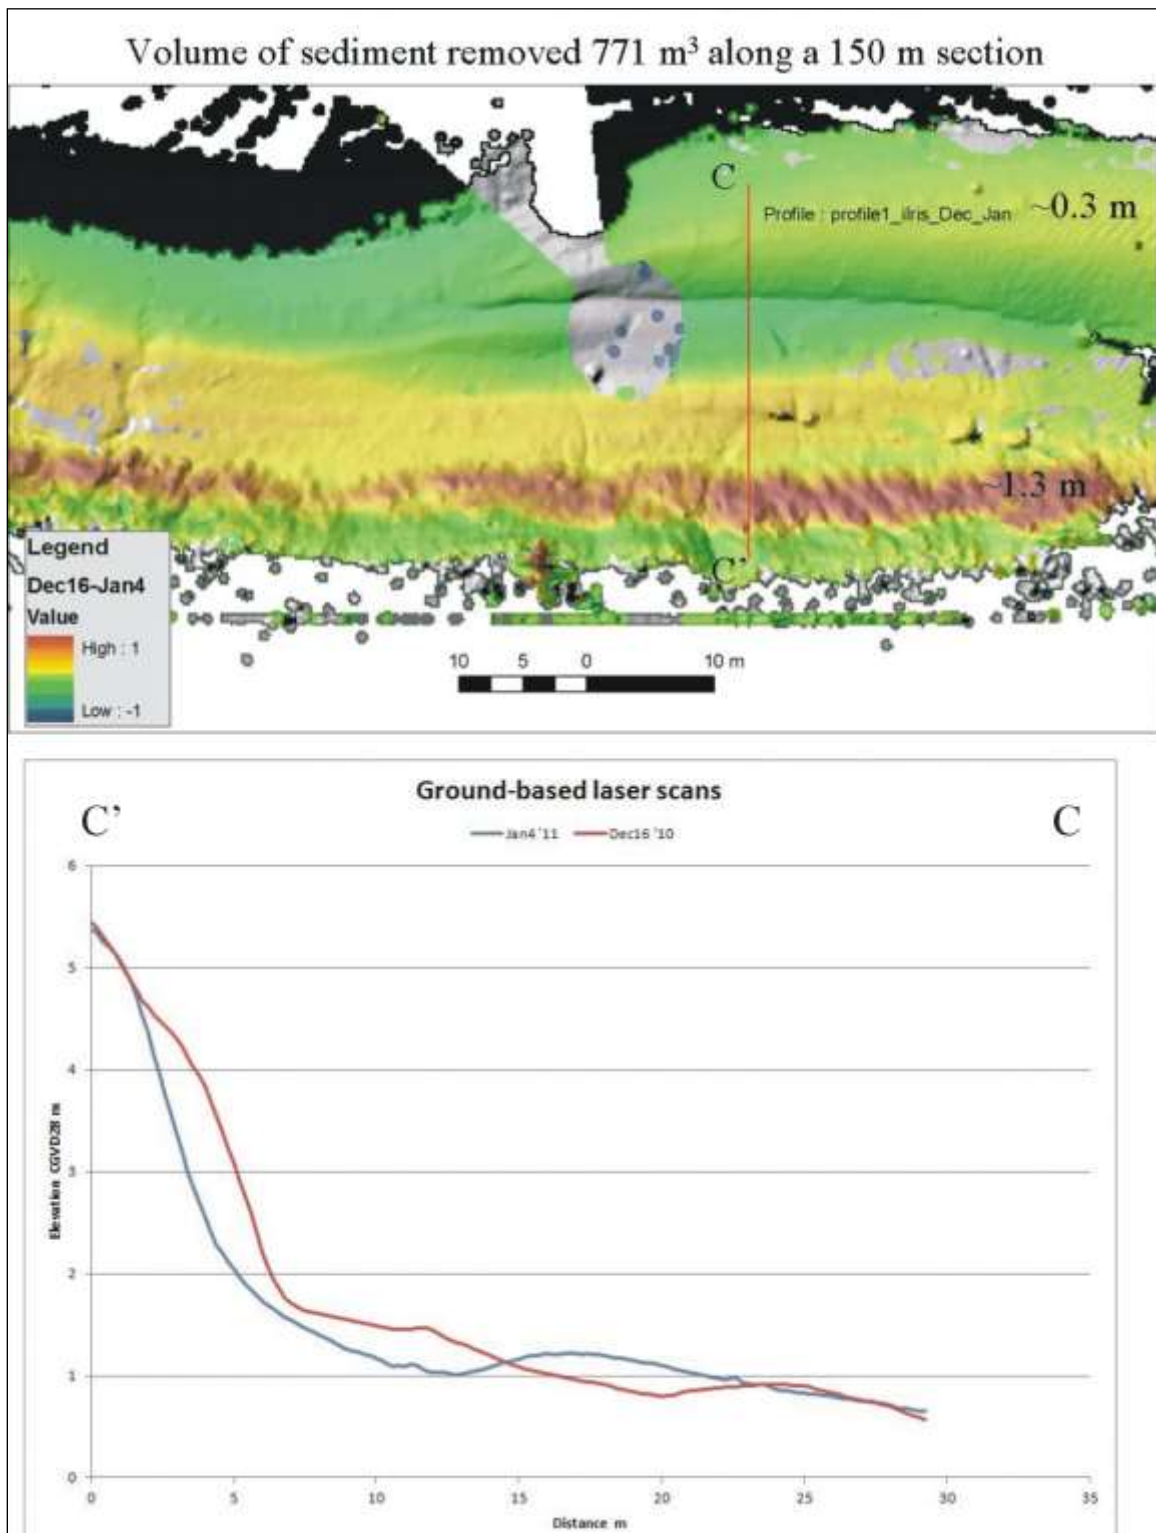 Volume of sediment removed 771 m³ along a 150 m section
C
Profile : profile1_ilris_Dec_Jan
~0.3 m
~1.3 m
C'
Legend
Dec16-Jan4
Value
High : 1
Low : -1
10 5 0 10 m
Ground-based laser scans
C' C
Jan4 '11 Dec16 '10
6
5
4
3
2
1
0
Elevation CGVD28 m
0 5 10 15 20 25 30 35
Distance m